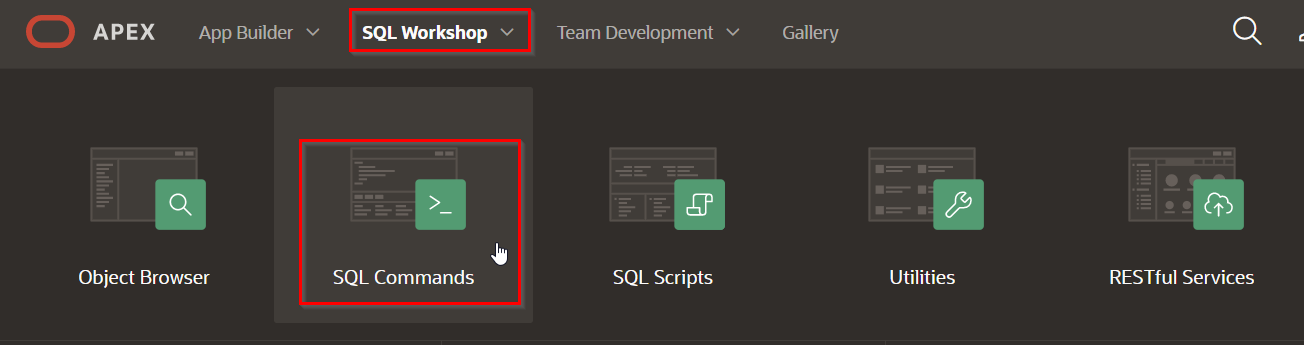 APEX App Builder SQL Workshop Team Development Gallery
Object Browser SQL Commands SQL Scripts Utilities RESTful Services